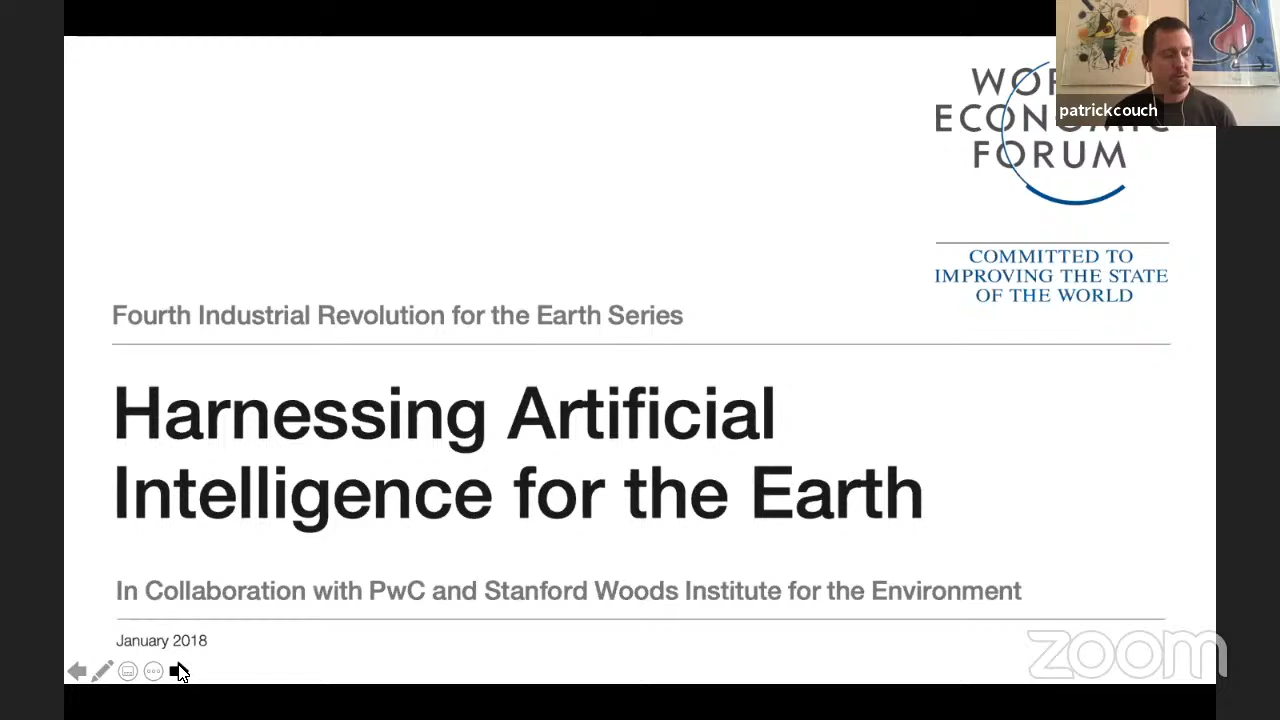 WOR
ECONOMIC
FORUM
patrickcouch
COMMITTED TO
IMPROVING THE STATE
OF THE WORLD
Fourth Industrial Revolution for the Earth Series
Harnessing Artificial
Intelligence for the Earth
In Collaboration with PwC and Stanford Woods Institute for the Environment
January 2018
zoom